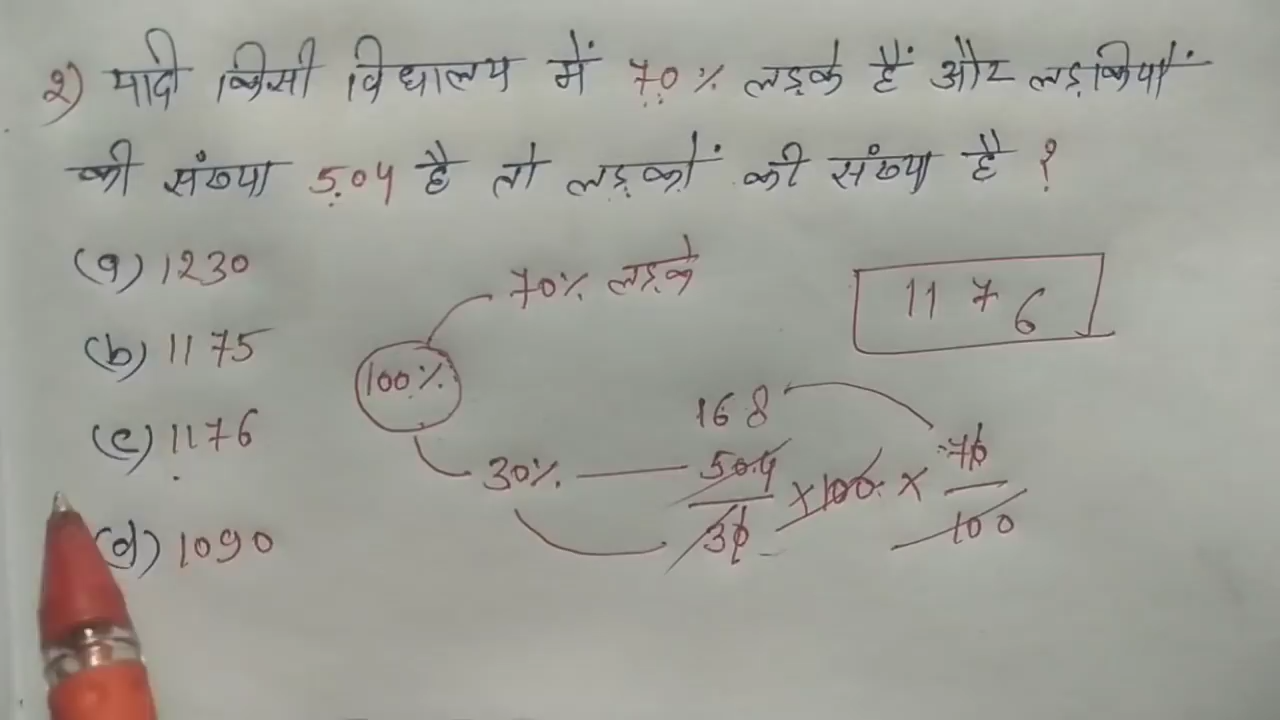 २) यदि किसी विधालय में 70% लड़के हैं और लड़कियों
की संख्या 504 है तो लड़कों की संख्या है ?
(a) 1230
(b) 1175
(c) 1176
(d) 1090
70% लड़के
100%
30%
168
504/30 × 100 × 70/100
1176